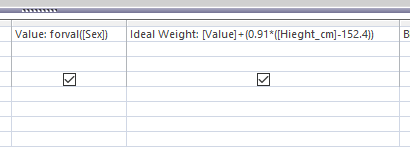 Value: forval([Sex])
Ideal Weight: [Value]+(0.91*([Hieght_cm]-152.4))
B